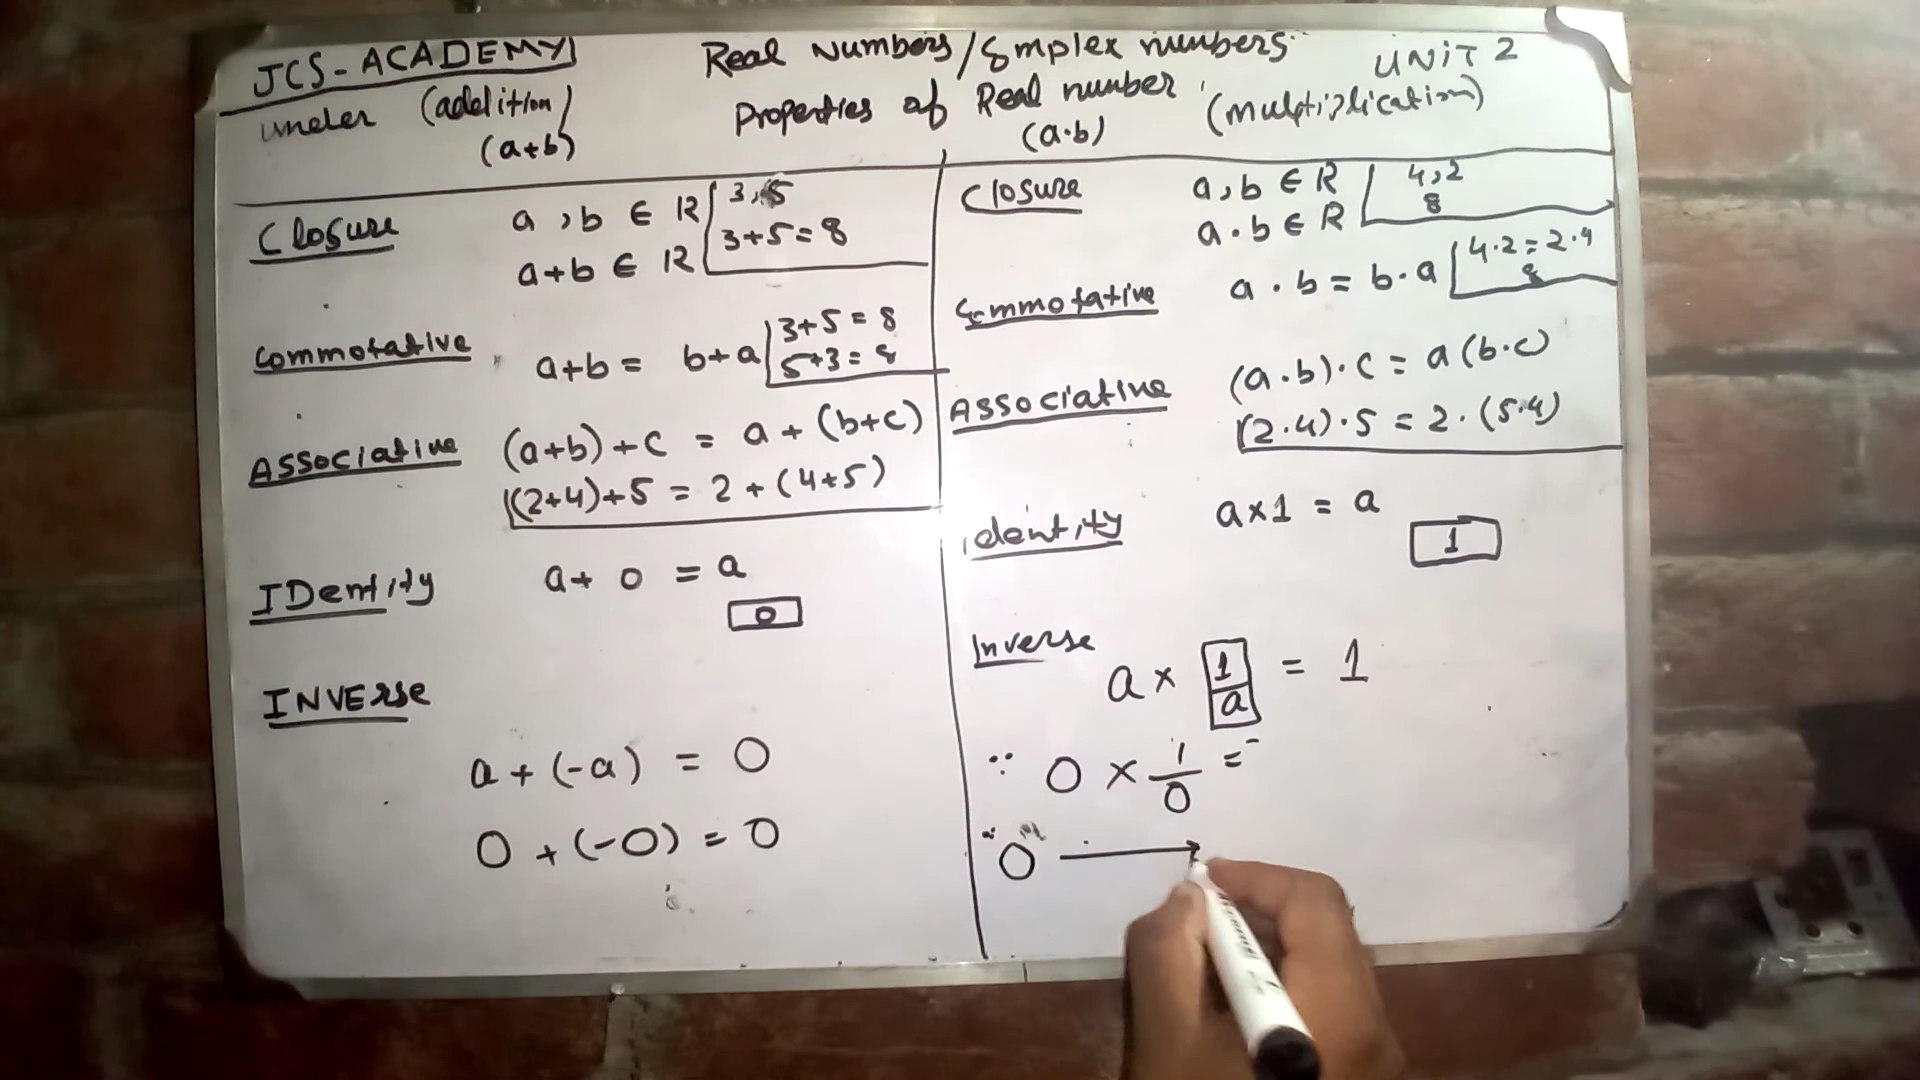 JCS-ACADEMY
Real Numbers/Complex numbers
UNIT 2
under (addition)
(a+b)
Properties of Real number
(a·b)
(multiplication)
Closure
a , b ∈ R
3,5
a+b ∈ R
3+5=8
Commotative
a+b = b+a
3+5 = 8
5+3 = 8
Associative
(a+b)+c = a+(b+c)
(2+4)+5 = 2+(4+5)
IDentity
a+ 0 = a
0
INVErse
a+(-a) = 0
0+(-0) = 0
Closure
a,b ∈ R
4,2
8
a·b ∈ R
Commotative
a · b = b·a
4·2=2·4
8
Associative
(a·b)·c = a(b·c)
(2·4)·5 = 2·(5·4)
identity
a×1 = a
1
Inverse
a× 1/a = 1
∵ 0 × 1/0 =
0 →